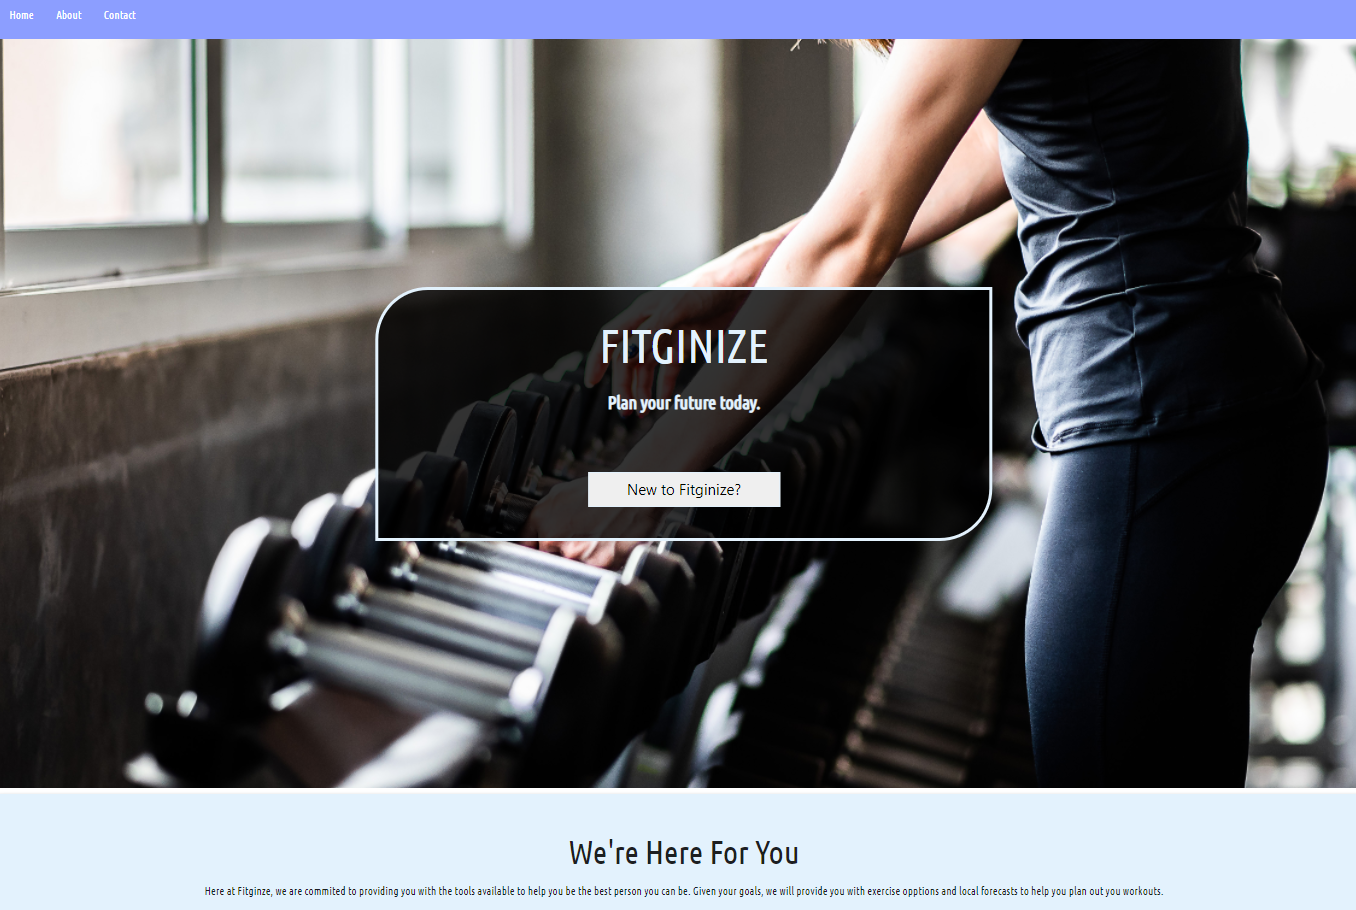 Home About Contact
FITGINIZE
Plan your future today.
New to Fitginize?
We're Here For You
Here at Fitginze, we are commited to providing you with the tools available to help you be the best person you can be. Given your goals, we will provide you with exercise opptions and local forecasts to help you plan out you workouts.